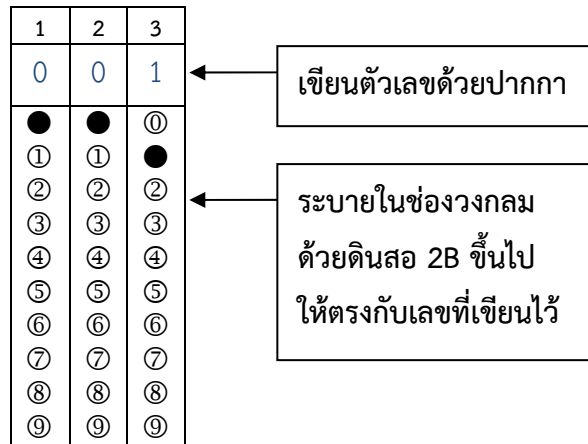 1 2 3
0 0 1
เขียนตัวเลขด้วยปากกา
⓪
① ①
② ② ②
③ ③ ③
④ ④ ④
⑤ ⑤ ⑤
⑥ ⑥ ⑥
⑦ ⑦ ⑦
⑧ ⑧ ⑧
⑨ ⑨ ⑨
ระบายในช่องวงกลม
ด้วยดินสอ 2B ขึ้นไป
ให้ตรงกับเลขที่เขียนไว้